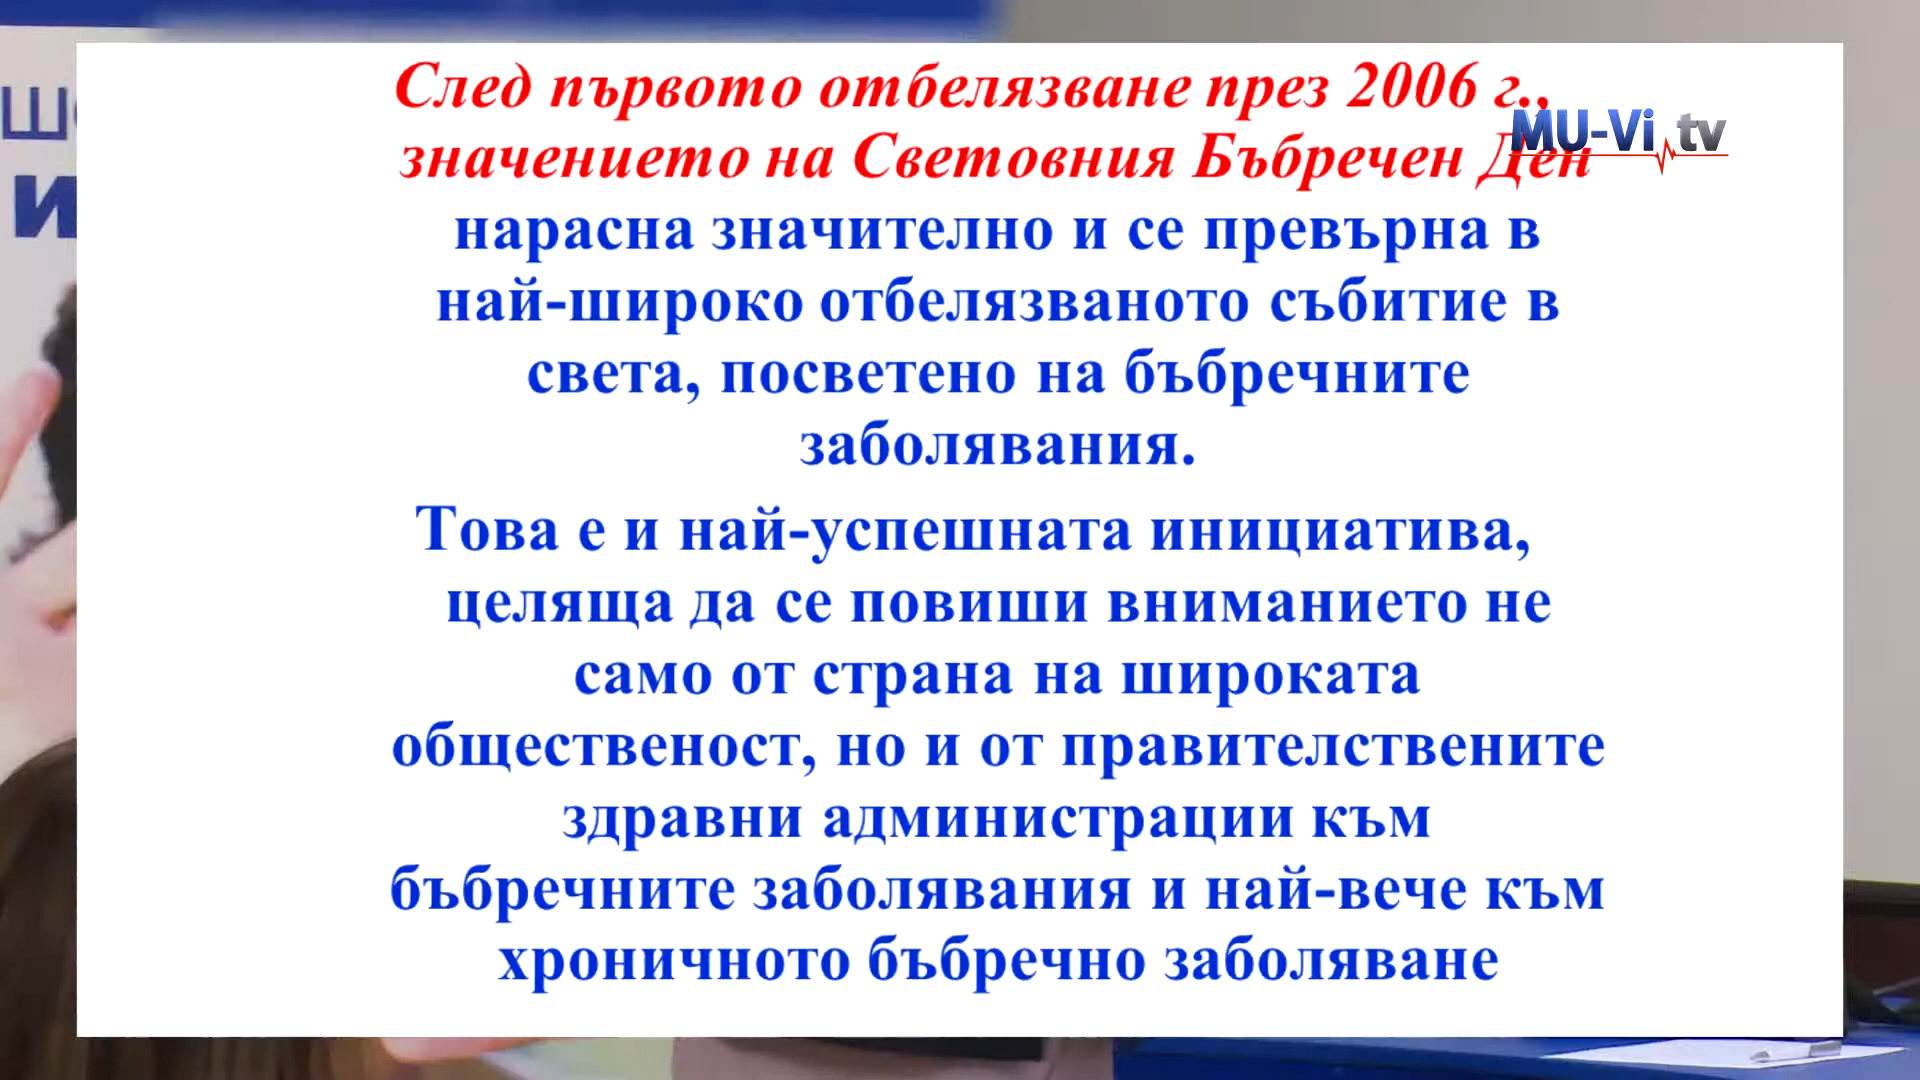 След първото отбелязване през 2006 г.,
значението на Световния Бъбречен Ден
нарасна значително и се превърна в
най-широко отбелязваното събитие в
света, посветено на бъбречните
заболявания.
Това е и най-успешната инициатива,
целяща да се повиши вниманието не
само от страна на широката
общественост, но и от правителствените
здравни администрации към
бъбречните заболявания и най-вече към
хроничното бъбречно заболяване
MU-Vi tv